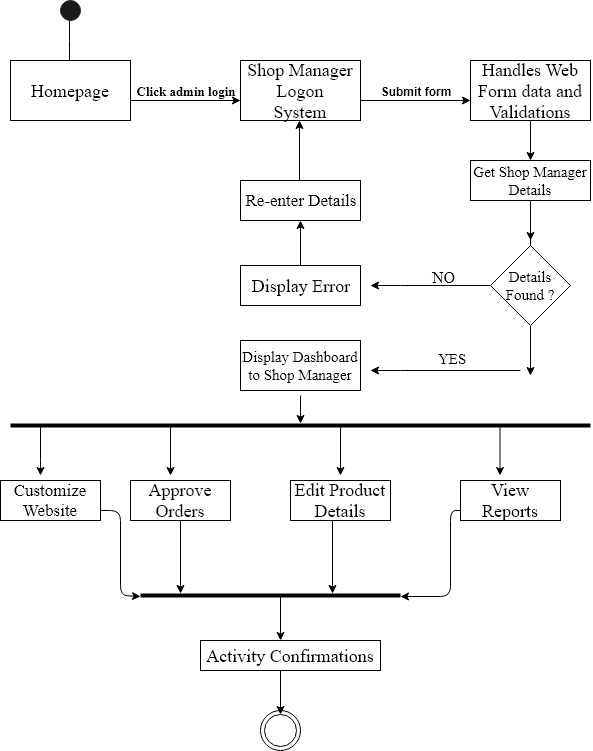 Homepage
Click admin login
Shop Manager
Logon
System
Submit form
Handles Web
Form data and
Validations
Get Shop Manager
Details
Re-enter Details
Details
Found ?
NO
Display Error
YES
Display Dashboard
to Shop Manager
Customize
Website
Approve
Orders
Edit Product
Details
View
Reports
Activity Confirmations